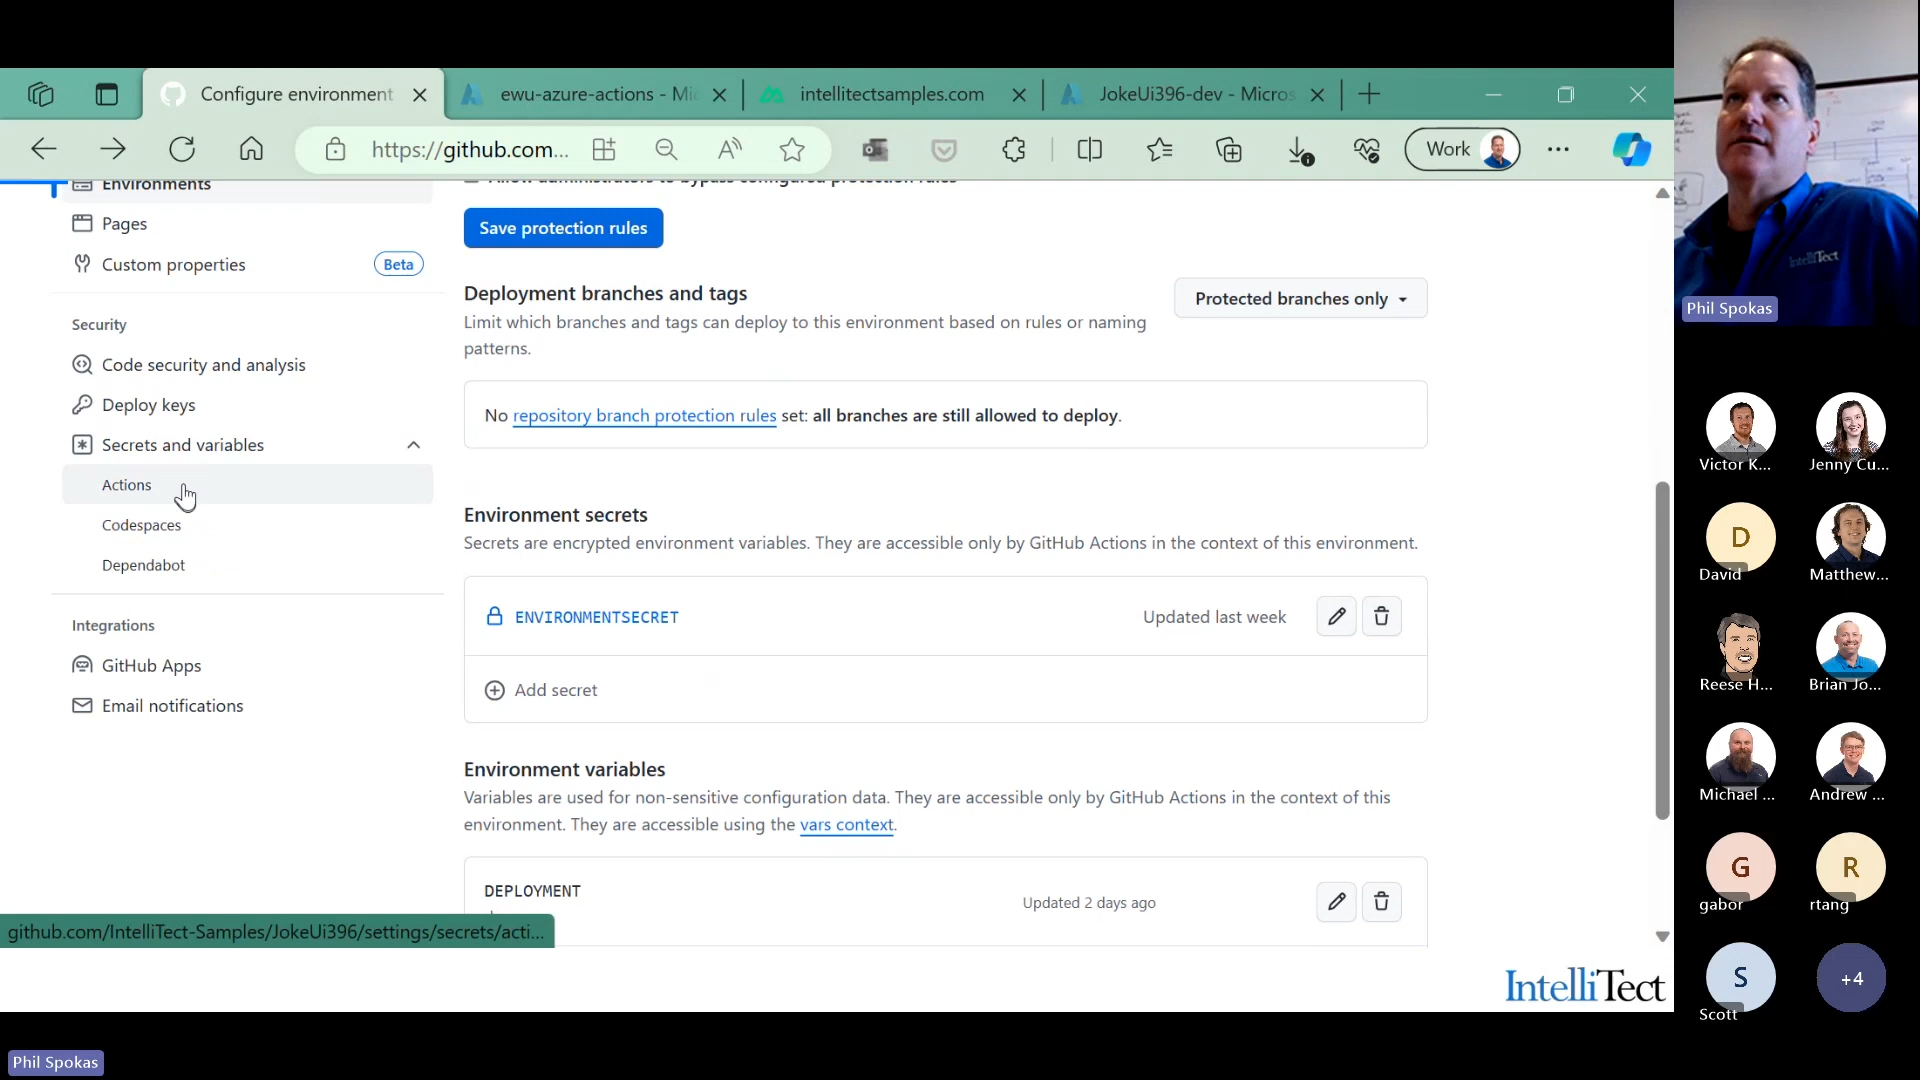 Configure environment
ewu-azure-actions - Mi
intellitectsamples.com
JokeUi396-dev - Micros
https://github.com...
Work
Environments
Allow administrators to bypass configured protection rules
Pages
Save protection rules
Custom properties
Beta
Deployment branches and tags
Protected branches only
Limit which branches and tags can deploy to this environment based on rules or naming
patterns.
Security
Code security and analysis
Deploy keys
No repository branch protection rules set: all branches are still allowed to deploy.
Secrets and variables
Actions
Codespaces
Dependabot
Environment secrets
Secrets are encrypted environment variables. They are accessible only by GitHub Actions in the context of this environment.
Integrations
ENVIRONMENTSECRET
Updated last week
GitHub Apps
Email notifications
Add secret
Environment variables
Variables are used for non-sensitive configuration data. They are accessible only by GitHub Actions in the context of this
environment. They are accessible using the vars context.
DEPLOYMENT
Updated 2 days ago
github.com/IntelliTect-Samples/JokeUi396/settings/secrets/acti...
IntelliTect
Phil Spokas
IntelliTect
Phil Spokas
Victor K...
Jenny Cu...
D
David
Matthew...
Reese H...
Brian Jo...
Michael ...
Andrew ...
G
gabor
R
rtang
S
Scott
+4